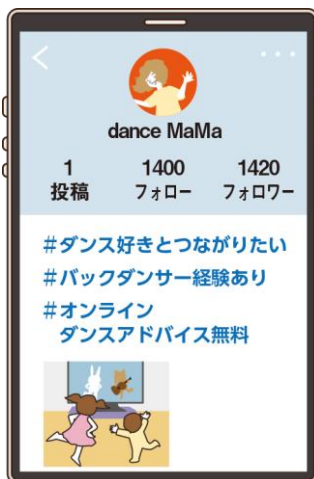 dance MaMa
1 1400 1420
投稿 フォロー フォロワー
#ダンス好きとつながりたい
#バックダンサー経験あり
#オンライン
ダンスアドバイス無料